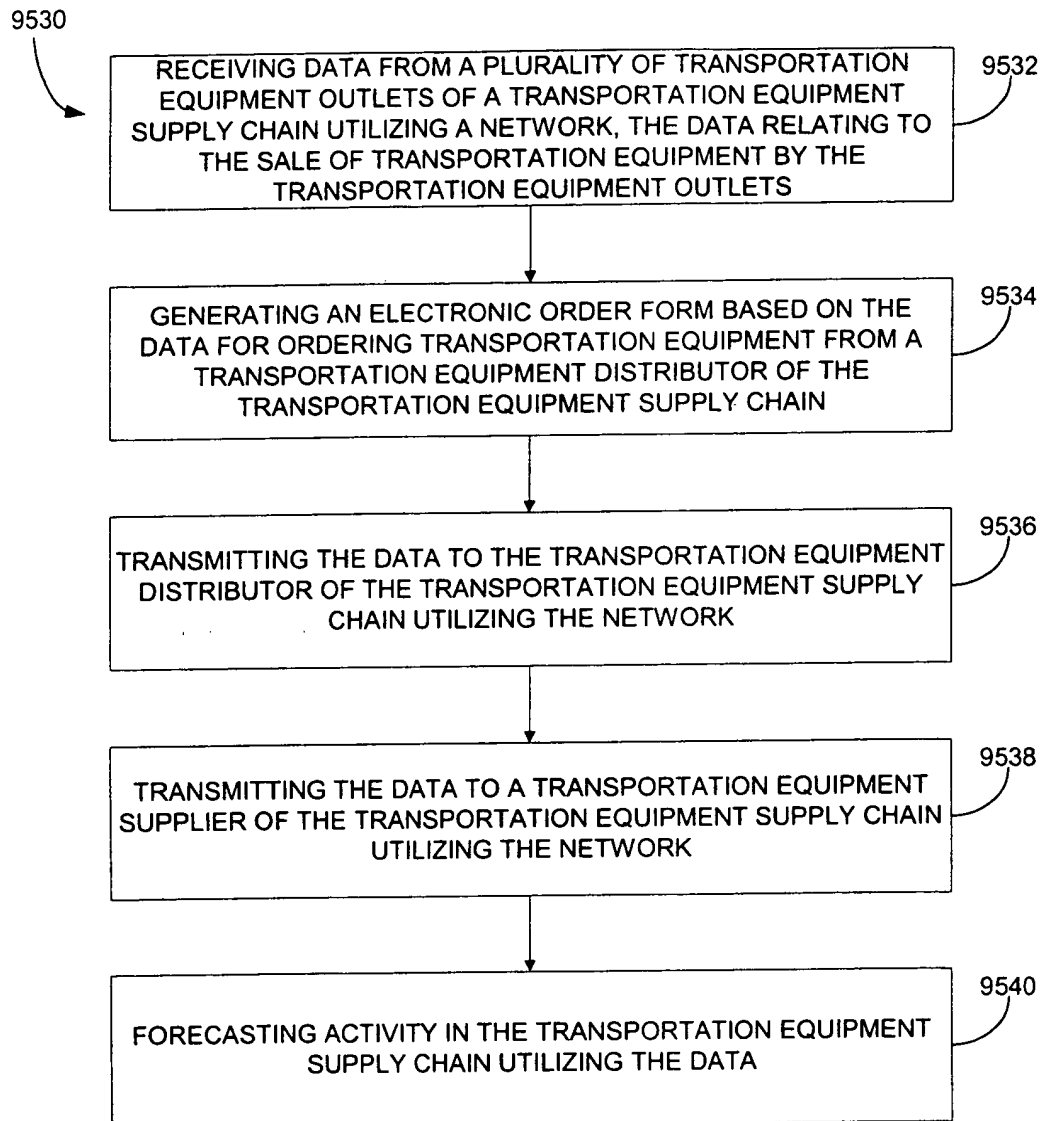 9530
RECEIVING DATA FROM A PLURALITY OF TRANSPORTATION
EQUIPMENT OUTLETS OF A TRANSPORTATION EQUIPMENT
SUPPLY CHAIN UTILIZING A NETWORK, THE DATA RELATING TO
THE SALE OF TRANSPORTATION EQUIPMENT BY THE
TRANSPORTATION EQUIPMENT OUTLETS
9532
GENERATING AN ELECTRONIC ORDER FORM BASED ON THE
DATA FOR ORDERING TRANSPORTATION EQUIPMENT FROM A
TRANSPORTATION EQUIPMENT DISTRIBUTOR OF THE
TRANSPORTATION EQUIPMENT SUPPLY CHAIN
9534
TRANSMITTING THE DATA TO THE TRANSPORTATION EQUIPMENT
DISTRIBUTOR OF THE TRANSPORTATION EQUIPMENT SUPPLY
CHAIN UTILIZING THE NETWORK
9536
TRANSMITTING THE DATA TO A TRANSPORTATION EQUIPMENT
SUPPLIER OF THE TRANSPORTATION EQUIPMENT SUPPLY CHAIN
UTILIZING THE NETWORK
9538
FORECASTING ACTIVITY IN THE TRANSPORTATION EQUIPMENT
SUPPLY CHAIN UTILIZING THE DATA
9540